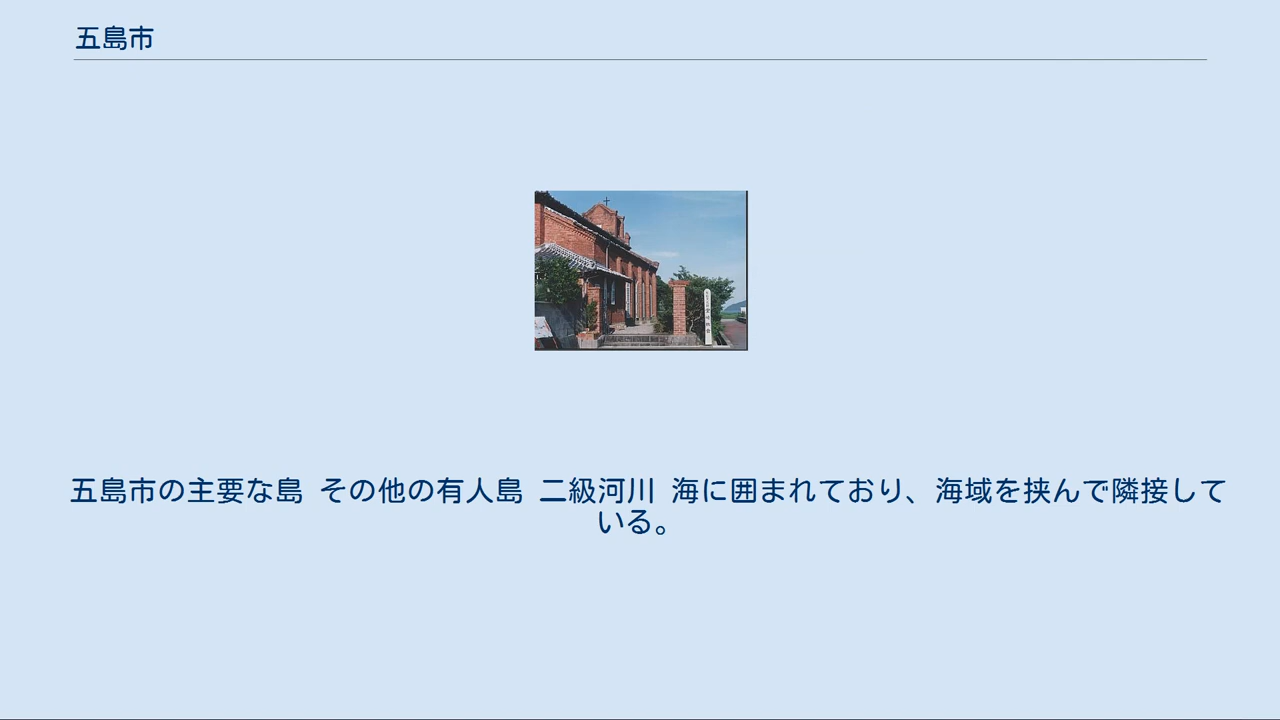 五島市
五島市の主要な島 その他の有人島 二級河川 海に囲まれており、海域を挟んで隣接して
いる。